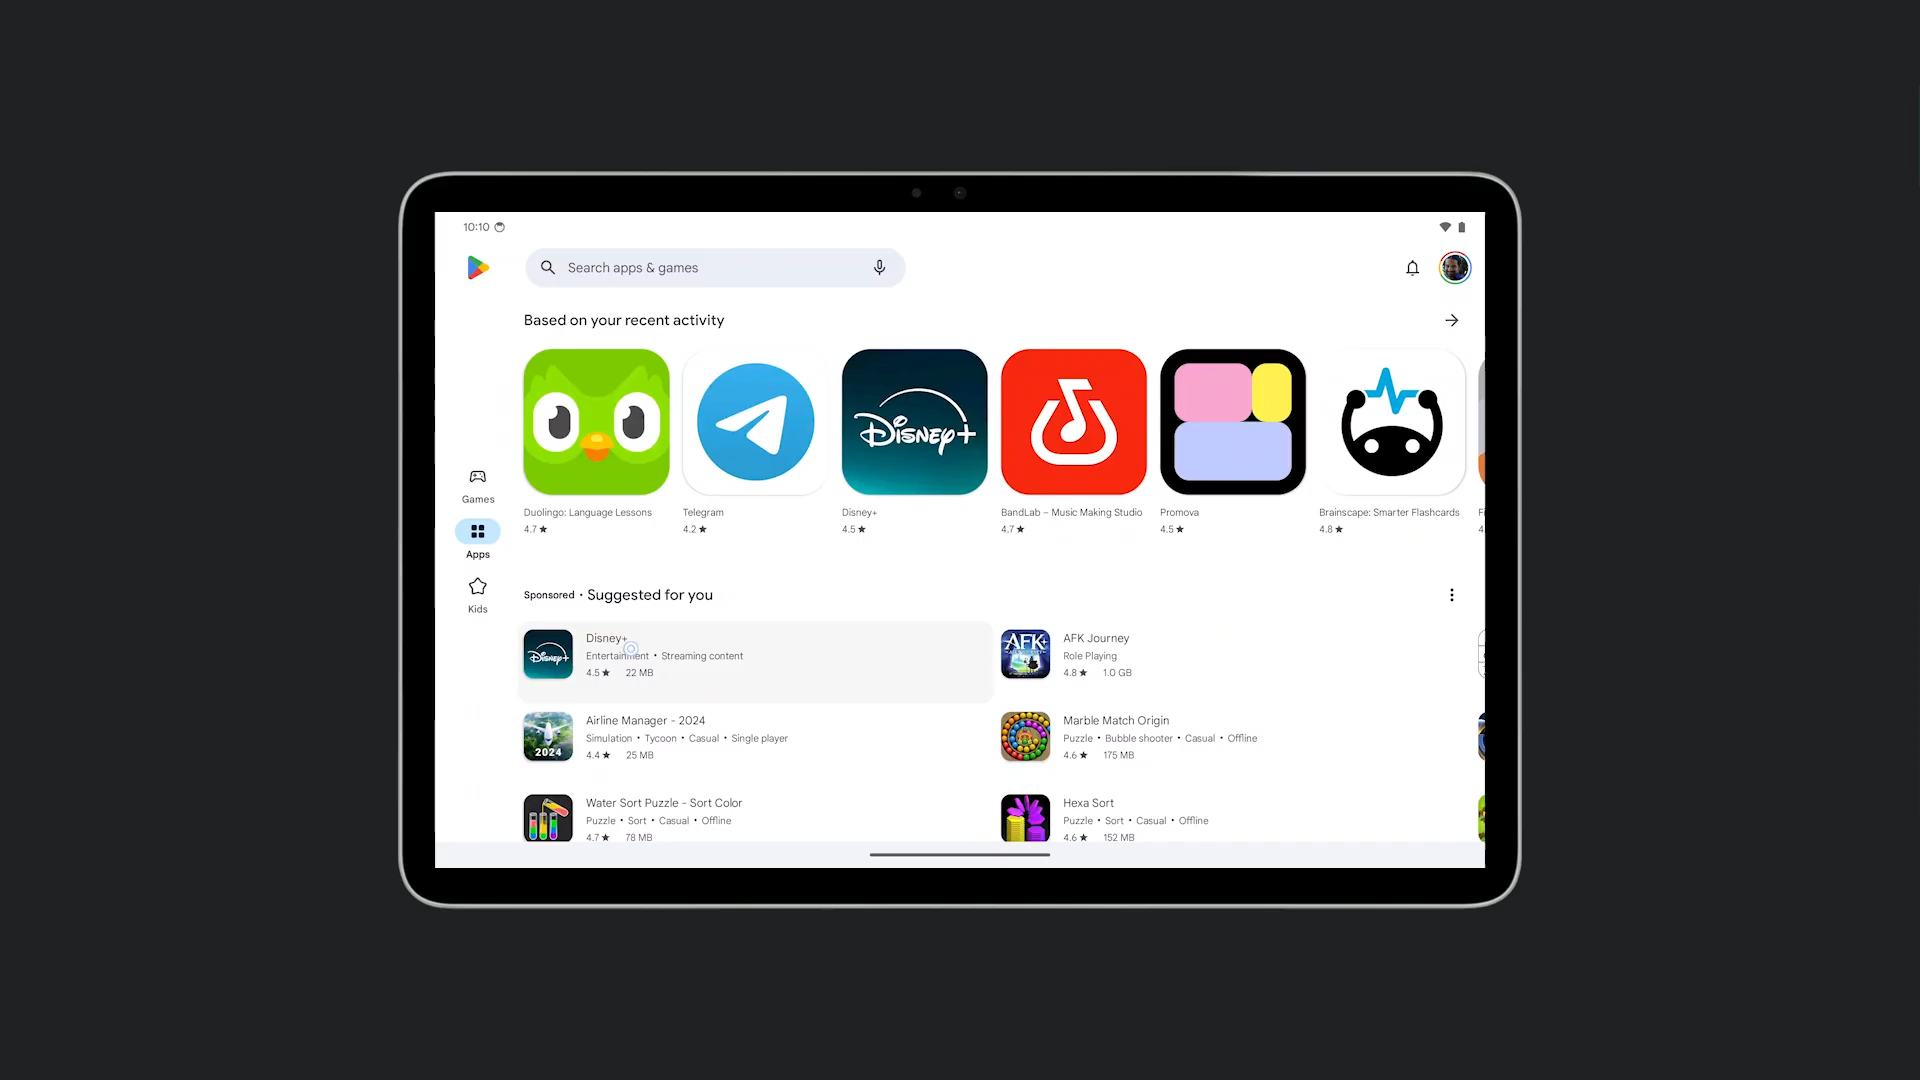 10:10
Search apps & games
Based on your recent activity
Disney+
Duolingo: Language Lessons
4.7★
Telegram
4.2★
Disney+
4.5★
BandLab – Music Making Studio
4.7★
Promova
4.5★
Brainscape: Smarter Flashcards
4.8★
Games
Apps
Kids
Sponsored • Suggested for you
Disney+
Disney+
Entertainment • Streaming content
4.5★ 22 MB
AFK
AFK Journey
Role Playing
4.8★ 1.0 GB
2024
Airline Manager - 2024
Simulation • Tycoon • Casual • Single player
4.4★ 25 MB
Marble Match Origin
Puzzle • Bubble shooter • Casual • Offline
4.6★ 175 MB
Water Sort Puzzle - Sort Color
Puzzle • Sort • Casual • Offline
4.7★ 78 MB
Hexa Sort
Puzzle • Sort • Casual • Offline
4.6★ 152 MB